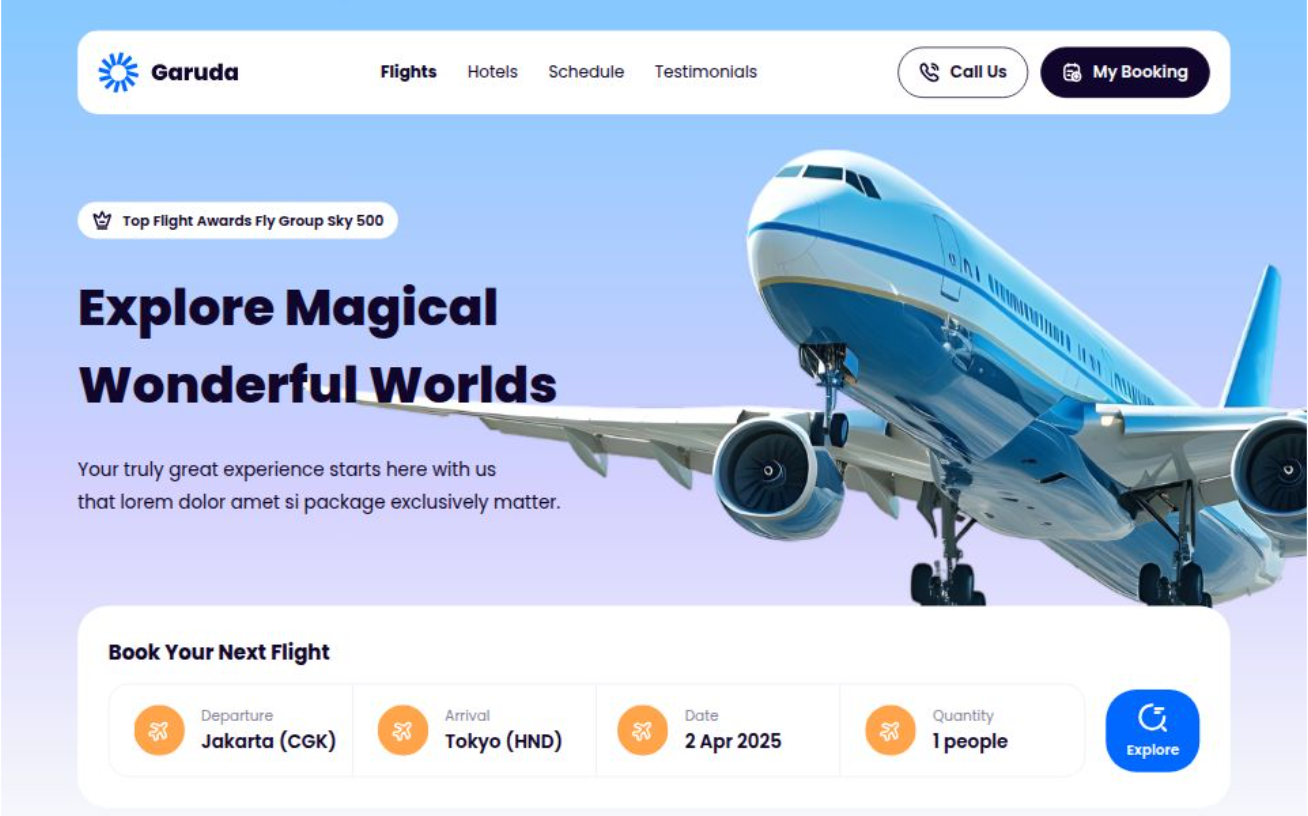 Garuda
Flights Hotels Schedule Testimonials
Call Us
My Booking
Top Flight Awards Fly Group Sky 500
Explore Magical
Wonderful Worlds
Your truly great experience starts here with us
that lorem dolor amet si package exclusively matter.
Book Your Next Flight
Departure
Jakarta (CGK)
Arrival
Tokyo (HND)
Date
2 Apr 2025
Quantity
1 people
Explore